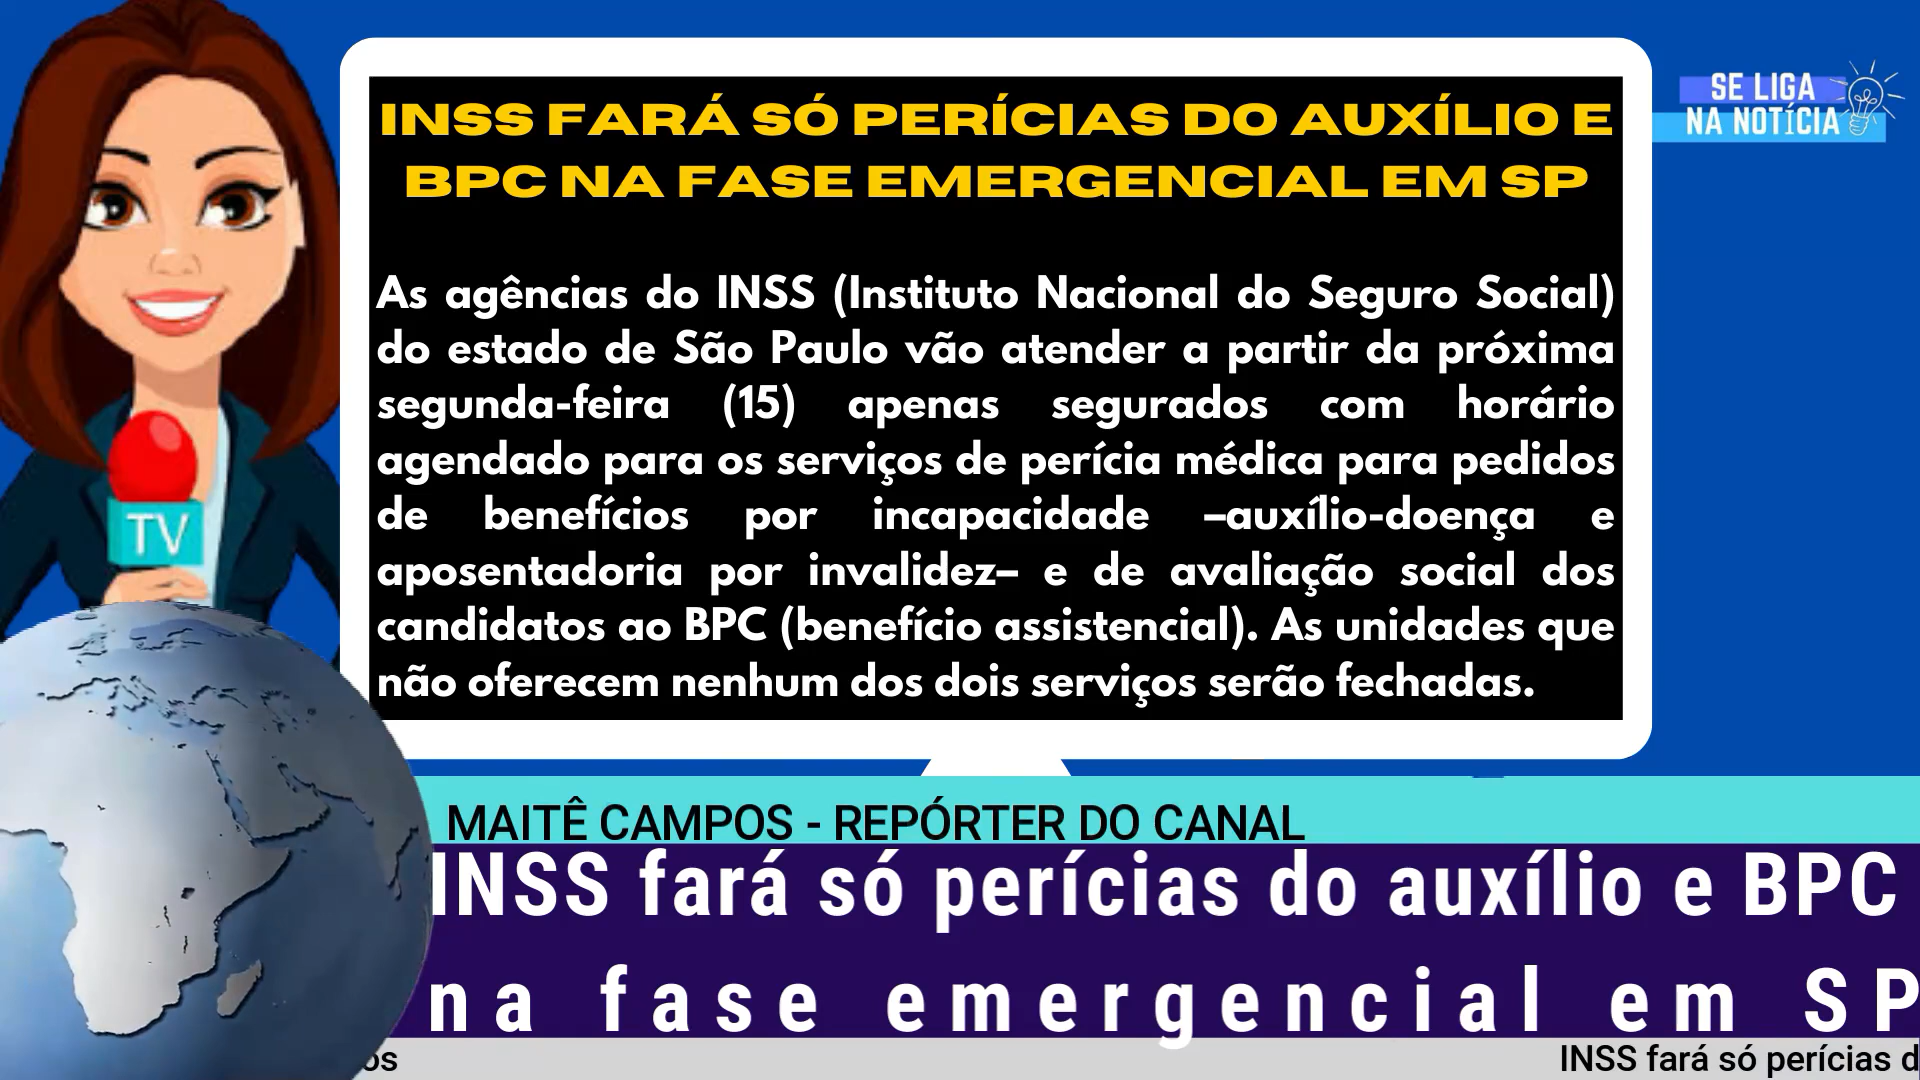 INSS FARÁ SÓ PERÍCIAS DO AUXÍLIO E
BPC NA FASE EMERGENCIAL EM SP
SE LIGA
NA NOTÍCIA
As agências do INSS (Instituto Nacional do Seguro Social)
do estado de São Paulo vão atender a partir da próxima
segunda-feira (15) apenas segurados com horário
agendado para os serviços de perícia médica para pedidos
de benefícios por incapacidade –auxílio-doença e
aposentadoria por invalidez– e de avaliação social dos
candidatos ao BPC (benefício assistencial). As unidades que
não oferecem nenhum dos dois serviços serão fechadas.
TV
MAITÊ CAMPOS - REPÓRTER DO CANAL
INSS fará só perícias do auxílio e BPC
na fase emergencial em SP
os INSS fará só perícias d